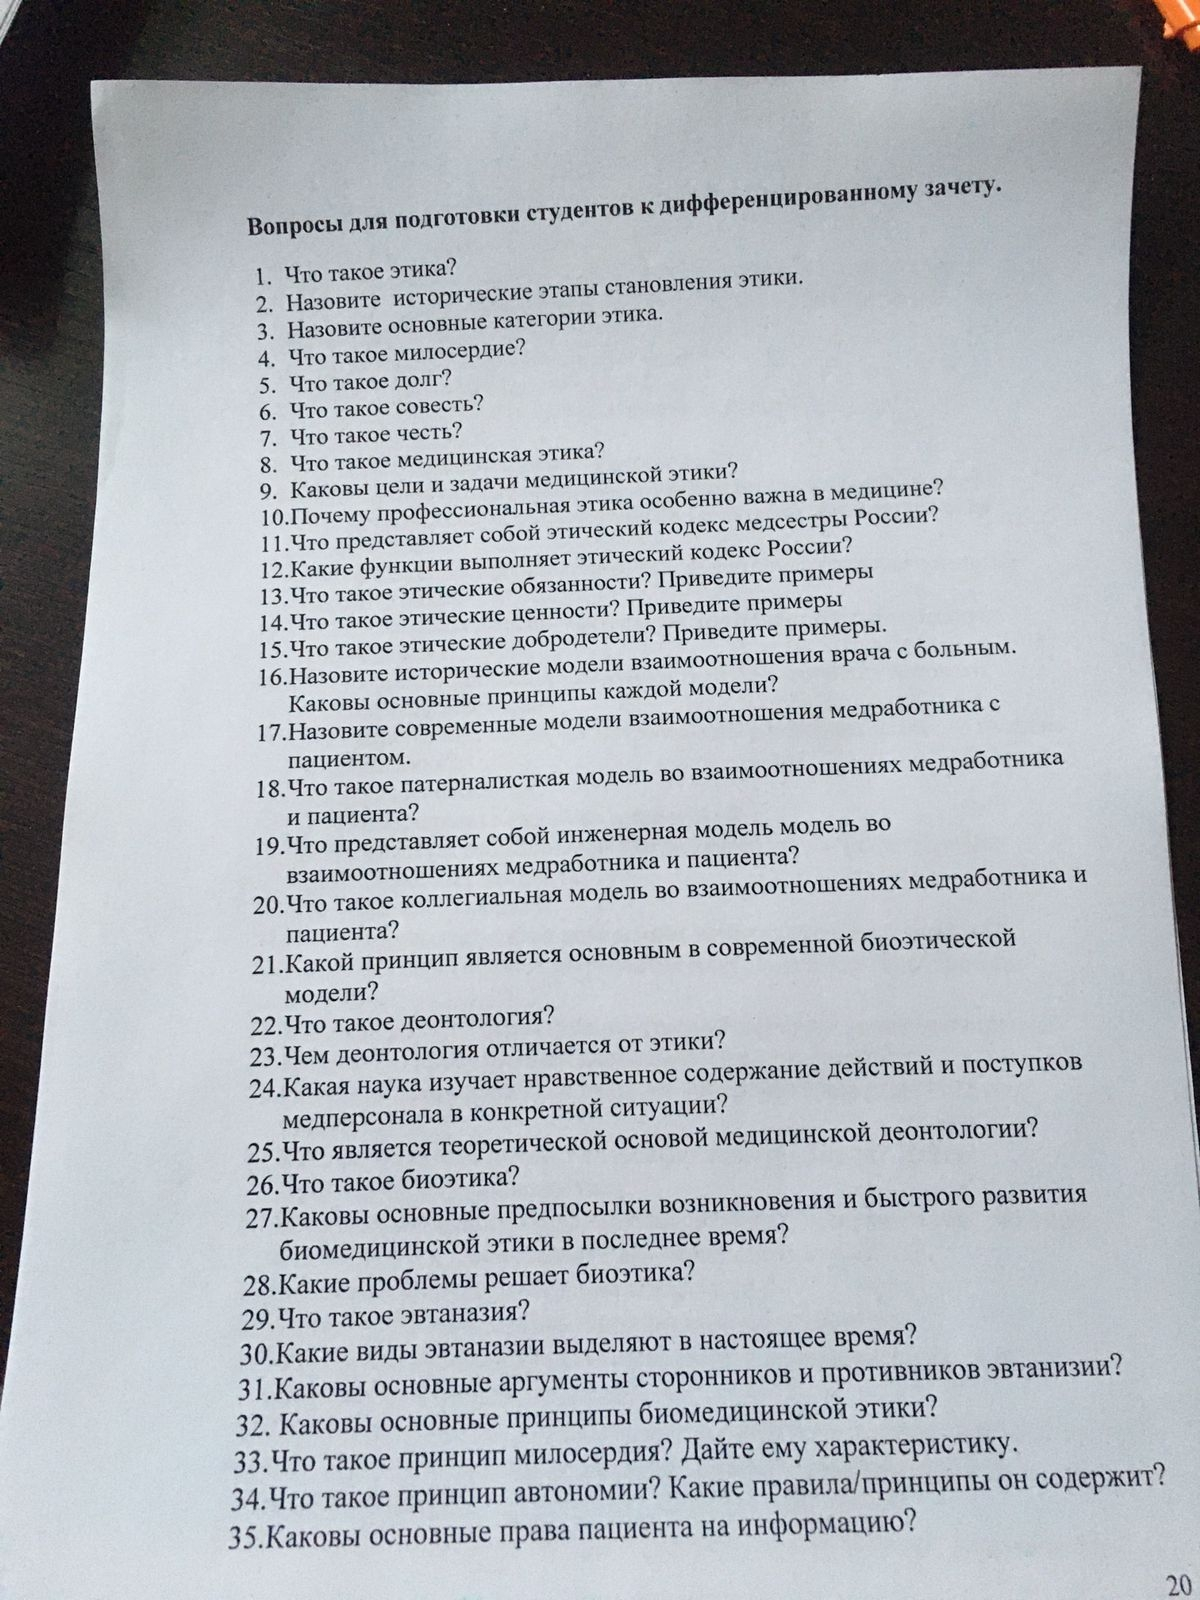 Вопросы для подготовки студентов к дифференцированному зачету.
1. Что такое этика?
2. Назовите исторические этапы становления этики.
3. Назовите основные категории этика.
4. Что такое милосердие?
5. Что такое долг?
6. Что такое совесть?
7. Что такое честь?
8. Что такое медицинская этика?
9. Каковы цели и задачи медицинской этики?
10.Почему профессиональная этика особенно важна в медицине?
11.Что представляет собой этический кодекс медсестры России?
12.Какие функции выполняет этический кодекс России?
13.Что такое этические обязанности? Приведите примеры
14.Что такое этические ценности? Приведите примеры
15.Что такое этические добродетели? Приведите примеры.
16.Назовите исторические модели взаимоотношения врача с больным.
Каковы основные принципы каждой модели?
17.Назовите современные модели взаимоотношения медработника с
пациентом.
18.Что такое патерналисткая модель во взаимоотношениях медработника
и пациента?
19.Что представляет собой инженерная модель модель во
взаимоотношениях медработника и пациента?
20.Что такое коллегиальная модель во взаимоотношениях медработника и
пациента?
21.Какой принцип является основным в современной биоэтической
модели?
22.Что такое деонтология?
23.Чем деонтология отличается от этики?
24.Какая наука изучает нравственное содержание действий и поступков
медперсонала в конкретной ситуации?
25.Что является теоретической основой медицинской деонтологии?
26.Что такое биоэтика?
27.Каковы основные предпосылки возникновения и быстрого развития
биомедицинской этики в последнее время?
28.Какие проблемы решает биоэтика?
29.Что такое эвтаназия?
30.Какие виды эвтаназии выделяют в настоящее время?
31.Каковы основные аргументы сторонников и противников эвтанизии?
32. Каковы основные принципы биомедицинской этики?
33.Что такое принцип милосердия? Дайте ему характеристику.
34.Что такое принцип автономии? Какие правила/принципы он содержит?
35.Каковы основные права пациента на информацию?
20